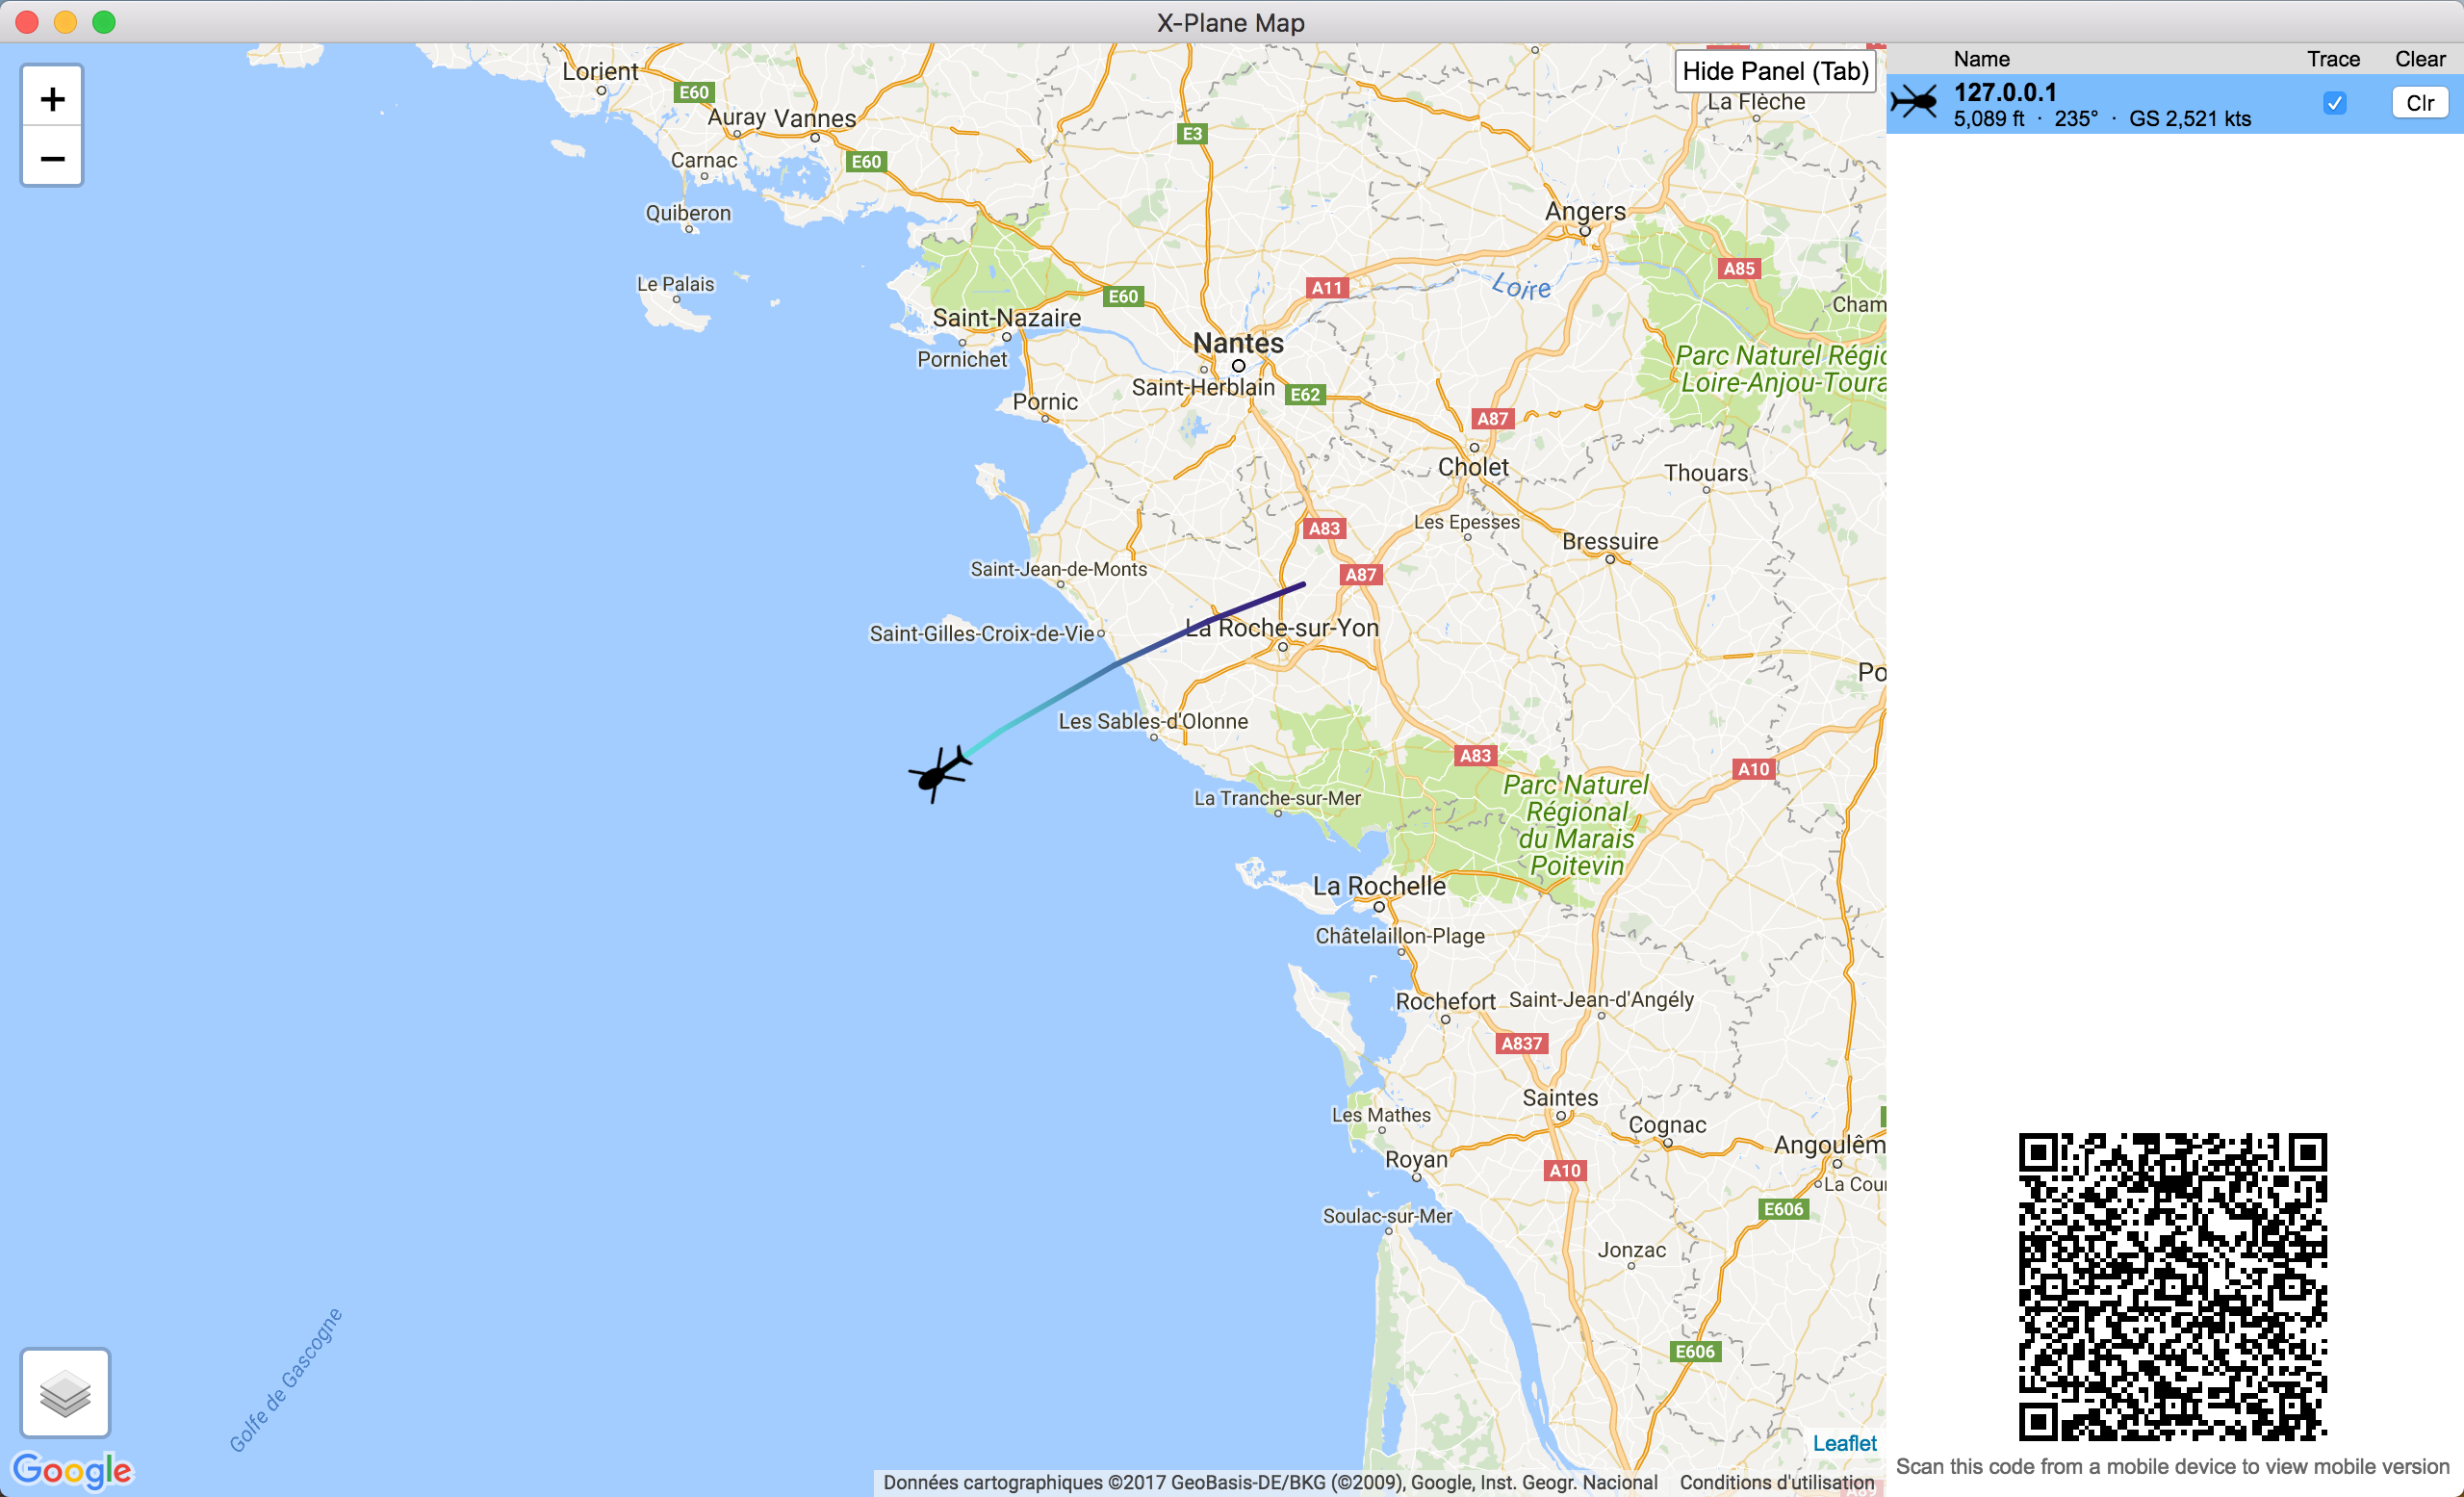 X-Plane Map
+
−
Hide Panel (Tab)
Name
Trace
Clear
127.0.0.1
5,089 ft · 235° · GS 2,521 kts
Clr
Lorient
E60
Auray
Vannes
E3
La Flèche
Carnac
E60
Quiberon
Angers
Le Palais
E60
A11
Loire
A85
Cham
Saint-Nazaire
Pornichet
Nantes
Saint-Herblain
E62
Parc Naturel Régio
Loire-Anjou-Toura
Pornic
A87
Cholet
Thouars
A83
Les Epesses
Bressuire
Saint-Jean-de-Monts
A87
Saint-Gilles-Croix-de-Vie
La Roche-sur-Yon
Po
Les Sables-d'Olonne
A83
A10
La Tranche-sur-Mer
Parc Naturel
Régional
du Marais
Poitevin
La Rochelle
Châtelaillon-Plage
Rochefort
Saint-Jean-d'Angély
A837
Saintes
Les Mathes
Cognac
Angoulêm
Royan
A10
La Cour
Soulac-sur-Mer
E606
Jonzac
E606
Golfe de Gascogne
Google
Leaflet
Données cartographiques ©2017 GeoBasis-DE/BKG (©2009), Google, Inst. Geogr. Nacional
Conditions d'utilisation
Scan this code from a mobile device to view mobile version